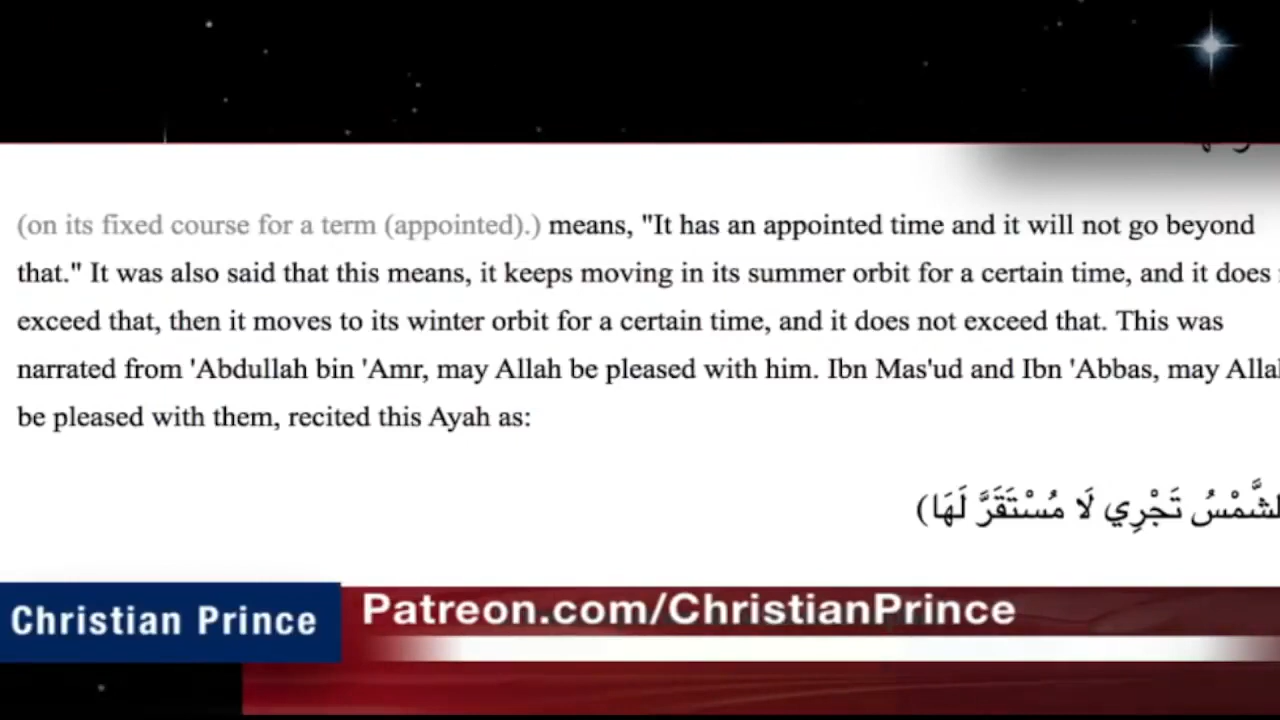 (on its fixed course for a term (appointed).) means, "It has an appointed time and it will not go beyond
that." It was also said that this means, it keeps moving in its summer orbit for a certain time, and it does
exceed that, then it moves to its winter orbit for a certain time, and it does not exceed that. This was
narrated from 'Abdullah bin 'Amr, may Allah be pleased with him. Ibn Mas'ud and Ibn 'Abbas, may Allah
be pleased with them, recited this Ayah as:
لشَّمْسُ تَجْرِي لَا مُسْتَقَرَّ لَهَا)
Christian Prince
Patreon.com/ChristianPrince